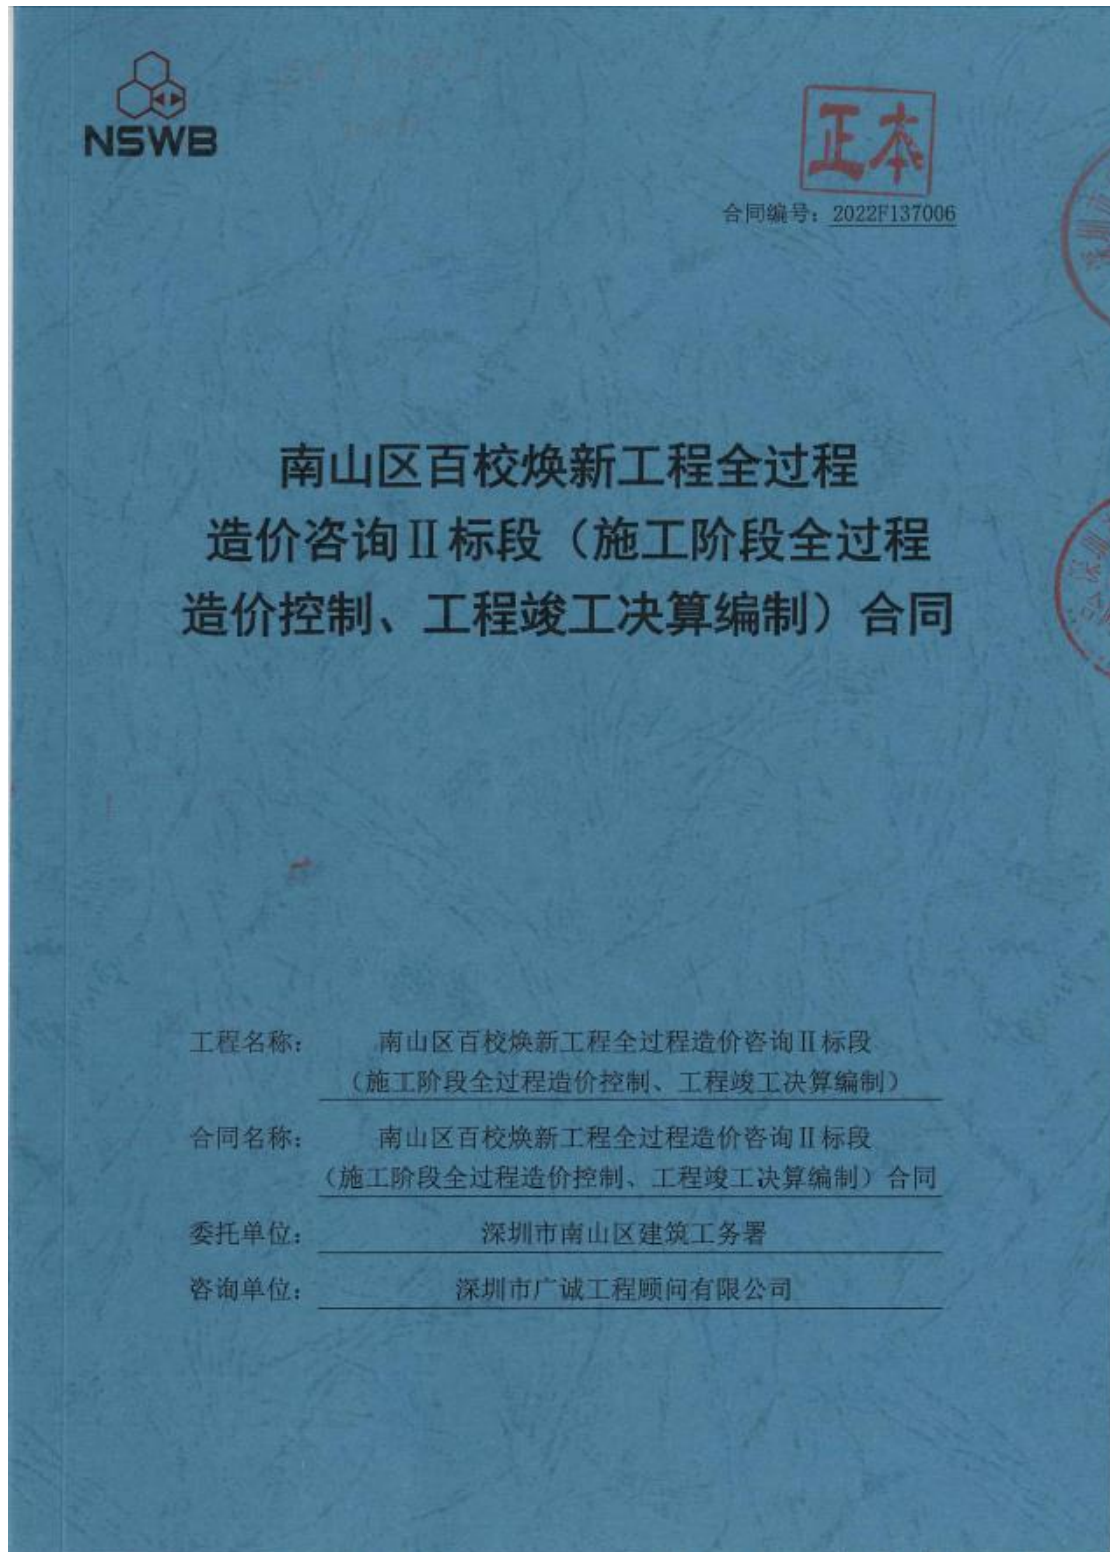 NSWB
正本
合同编号：2022F137006
南山区百校焕新工程全过程
造价咨询Ⅱ标段（施工阶段全过程
造价控制、工程竣工决算编制）合同
工程名称：南山区百校焕新工程全过程造价咨询Ⅱ标段
（施工阶段全过程造价控制、工程竣工决算编制）
合同名称：南山区百校焕新工程全过程造价咨询Ⅱ标段
（施工阶段全过程造价控制、工程竣工决算编制）合同
委托单位：深圳市南山区建筑工务署
咨询单位：深圳市广诚工程顾问有限公司